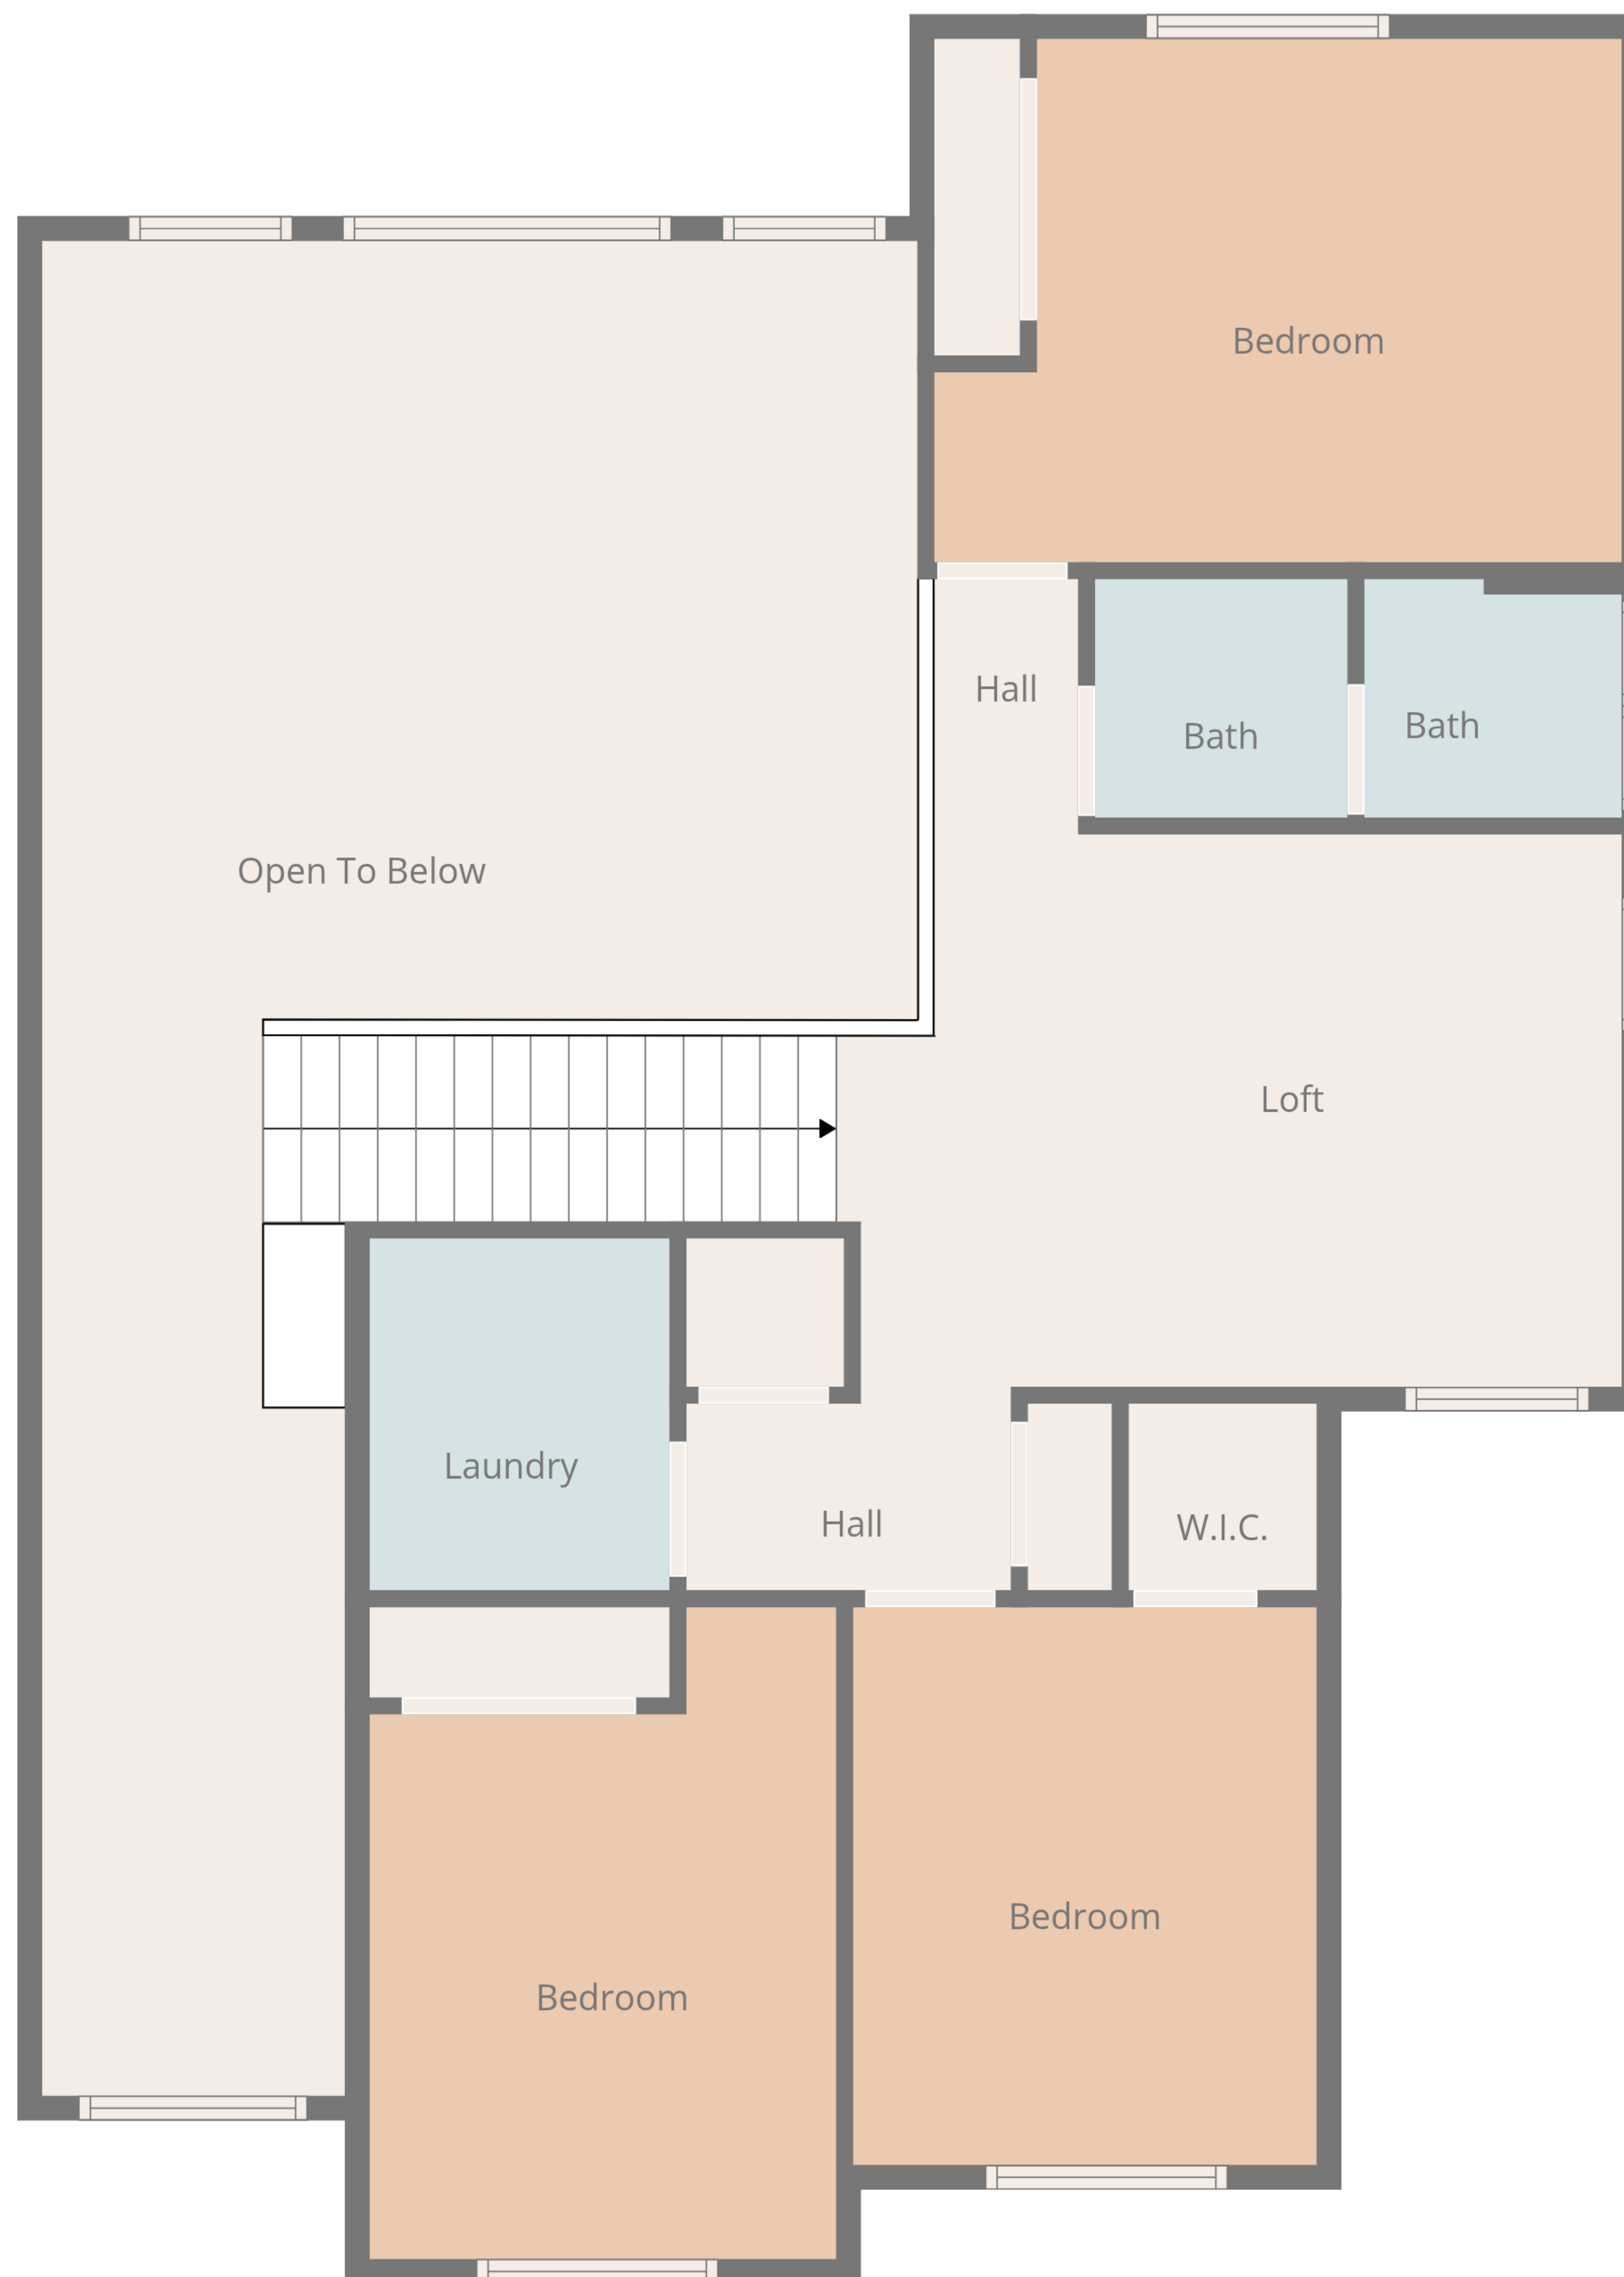 Bedroom
Hall
Bath
Bath
Open To Below
Loft
Laundry
Hall
W.I.C.
Bedroom
Bedroom